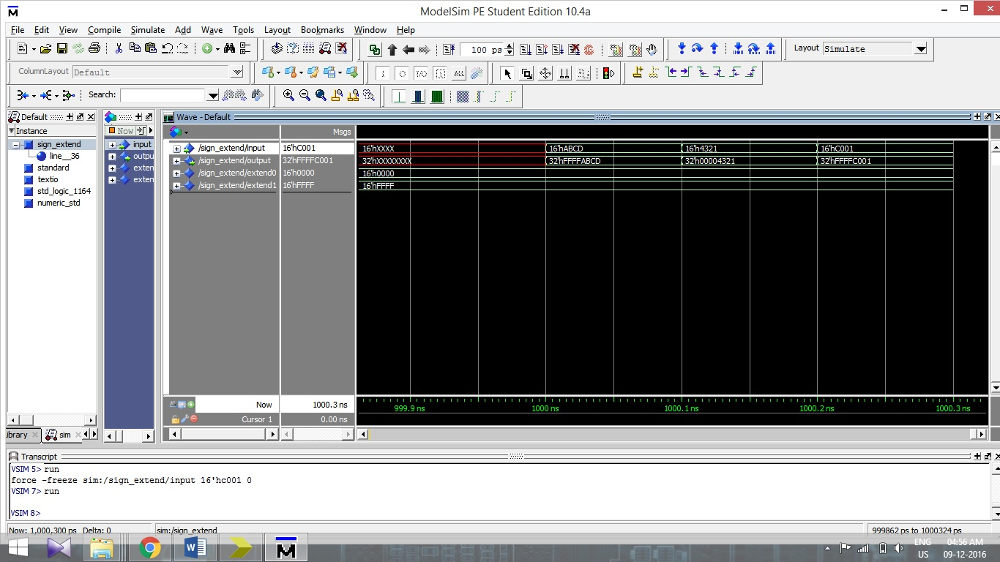 ModelSim PE Student Edition 10.4a
File Edit View Compile Simulate Add Wave Tools Layout Bookmarks Window Help
100 ps
Layout Simulate
ColumnLayout Default
ALL
Search:
Default
Wave - Default
Instance
Now
Msgs
sign_extend
line__36
standard
textio
std_logic_1164
numeric_std
input
outpu
exten
exten
/sign_extend/input 16'hC001 16'hXXXX 16'hABCD 16'h4321 16'hC001
/sign_extend/output 32'hFFFFC001 32'hXXXXXXXX 32'hFFFFABCD 32'h00004321 32'hFFFFC001
/sign_extend/extend0 16'h0000 16'h0000
/sign_extend/extend1 16'hFFFF 16'hFFFF
Now 1000.3 ns 999.9 ns 1000 ns 1000.1 ns 1000.2 ns 1000.3 ns
Cursor 1 0.00 ns
ibrary sim
Transcript
VSIM 5> run
force -freeze sim:/sign_extend/input 16'hc001 0
VSIM 7> run
VSIM 8>
Now: 1,000,300 ps Delta: 0 sim:/sign_extend 999862 ps to 1000324 ps
ENG 04:56 AM
US 09-12-2016